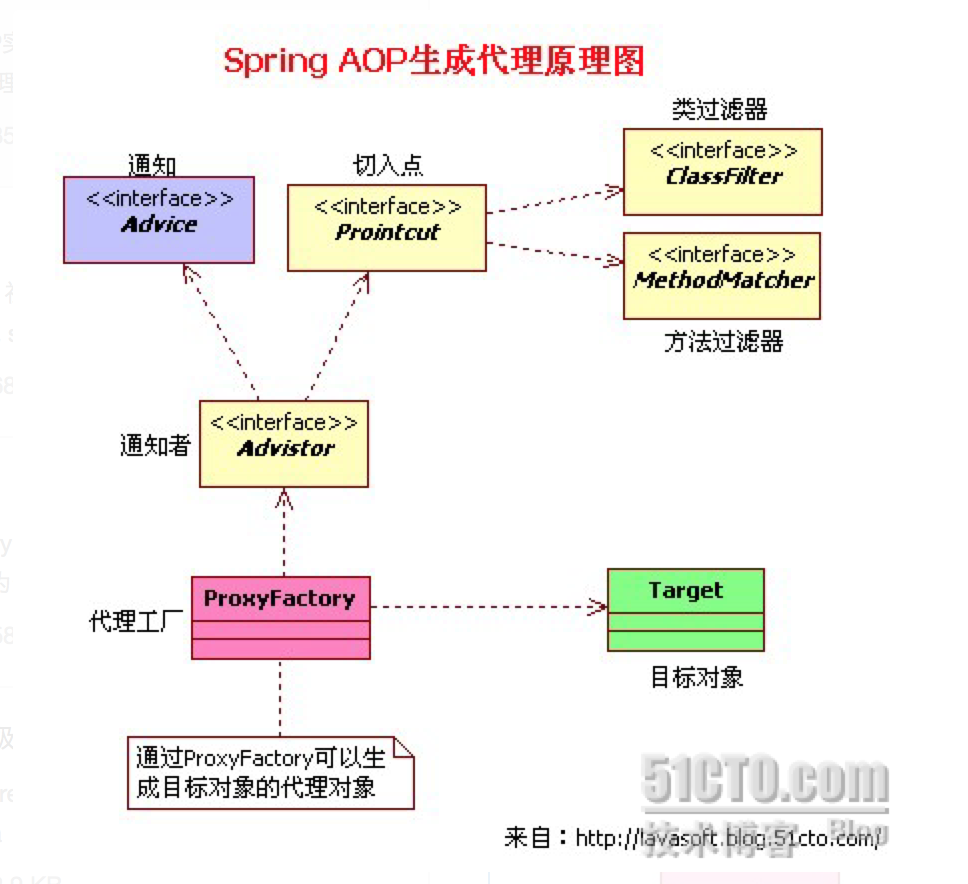 Spring AOP生成代理原理图
类过滤器
<<interface>>
ClassFilter
通知
<<interface>>
Advice
切入点
<<interface>>
Prointcut
<<interface>>
MethodMatcher
方法过滤器
通知者
<<interface>>
Advistor
代理工厂
ProxyFactory
Target
目标对象
通过ProxyFactory可以生
成目标对象的代理对象
51CTO.com
技术博客 Blog
来自：http://lavasoft.blog.51cto.com/